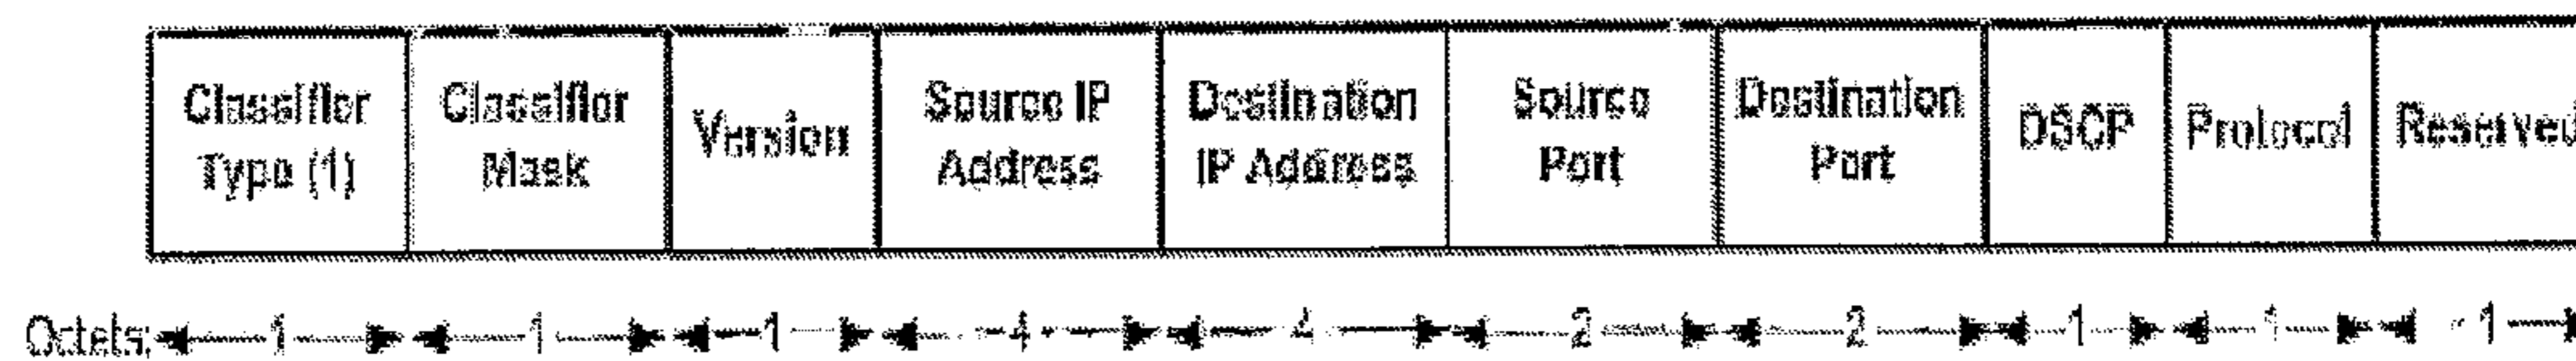 Classifier
Type (1)
Classifier
Mask
Version
Source IP
Address
Destination
IP Address
Source
Port
Destination
Port
DSCP
Protocol
Reserved
Octets: 1 1 1 4 4 2 2 1 1 1